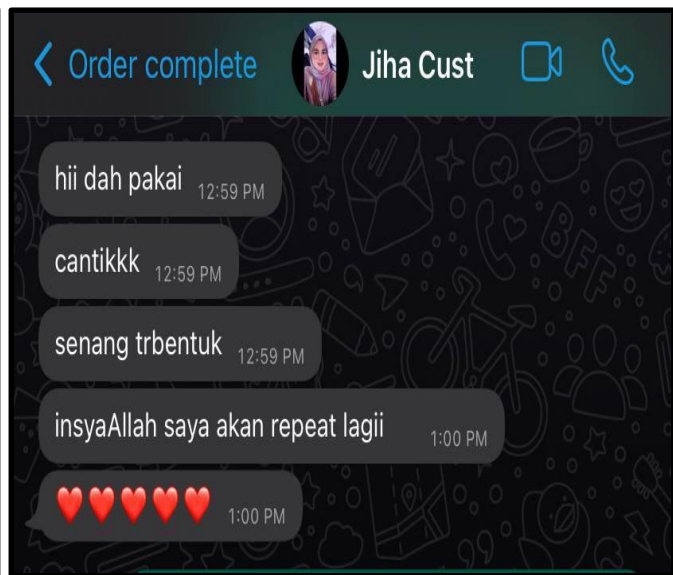 Order complete Jiha Cust
hii dah pakai 12:59 PM
cantikkk 12:59 PM
senang trbentuk 12:59 PM
insyaAllah saya akan repeat lagii 1:00 PM
❤️❤️❤️❤️❤️ 1:00 PM